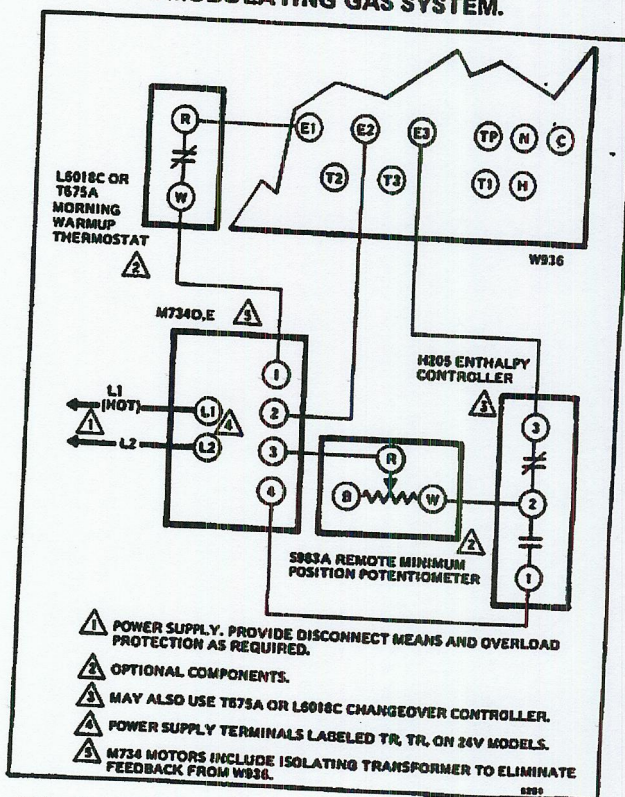 MODULATING GAS SYSTEM.
R
E1
E2
E3
TP
N
C
W
T2
T3
T1
H
L6018C OR
T675A
MORNING
WARMUP
THERMOSTAT
2
W936
M734D,E
5
H205 ENTHALPY
CONTROLLER
3
L1
(HOT)
1
L2
L1
L2
4
1
2
3
4
R
B
W
2
S963A REMOTE MINIMUM
POSITION POTENTIOMETER
3
2
1
1 POWER SUPPLY. PROVIDE DISCONNECT MEANS AND OVERLOAD
PROTECTION AS REQUIRED.
2 OPTIONAL COMPONENTS.
3 MAY ALSO USE T675A OR L6018C CHANGEOVER CONTROLLER.
4 POWER SUPPLY TERMINALS LABELED TR, TR, ON 24V MODELS.
5 M734 MOTORS INCLUDE ISOLATING TRANSFORMER TO ELIMINATE
FEEDBACK FROM W936.